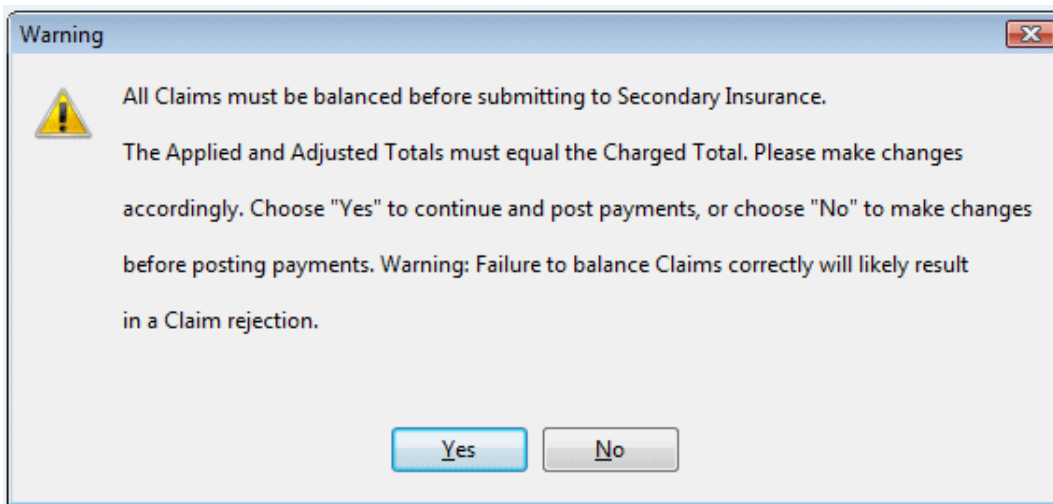 Warning
All Claims must be balanced before submitting to Secondary Insurance.
The Applied and Adjusted Totals must equal the Charged Total. Please make changes
accordingly. Choose "Yes" to continue and post payments, or choose "No" to make changes
before posting payments. Warning: Failure to balance Claims correctly will likely result
in a Claim rejection.
Yes No